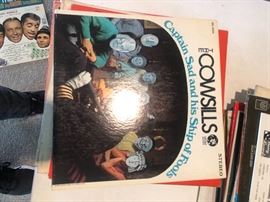 THE
COWSILLS
Captain Sad and his Ship of Fools
STEREO